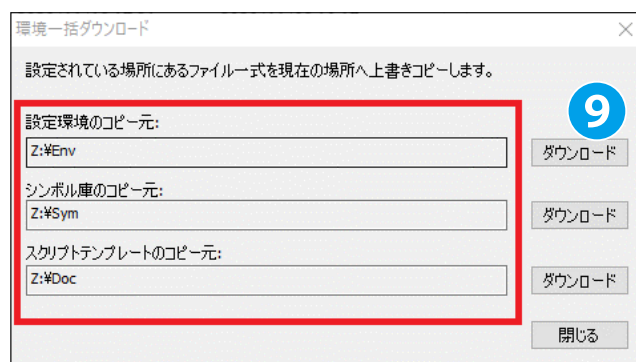 環境一括ダウンロード
設定されている場所にあるファイル一式を現在の場所へ上書きコピーします。
9
設定環境のコピー元:
Z:¥Env
ダウンロード
シンボル庫のコピー元:
Z:¥Sym
ダウンロード
スクリプトテンプレートのコピー元:
Z:¥Doc
ダウンロード
閉じる